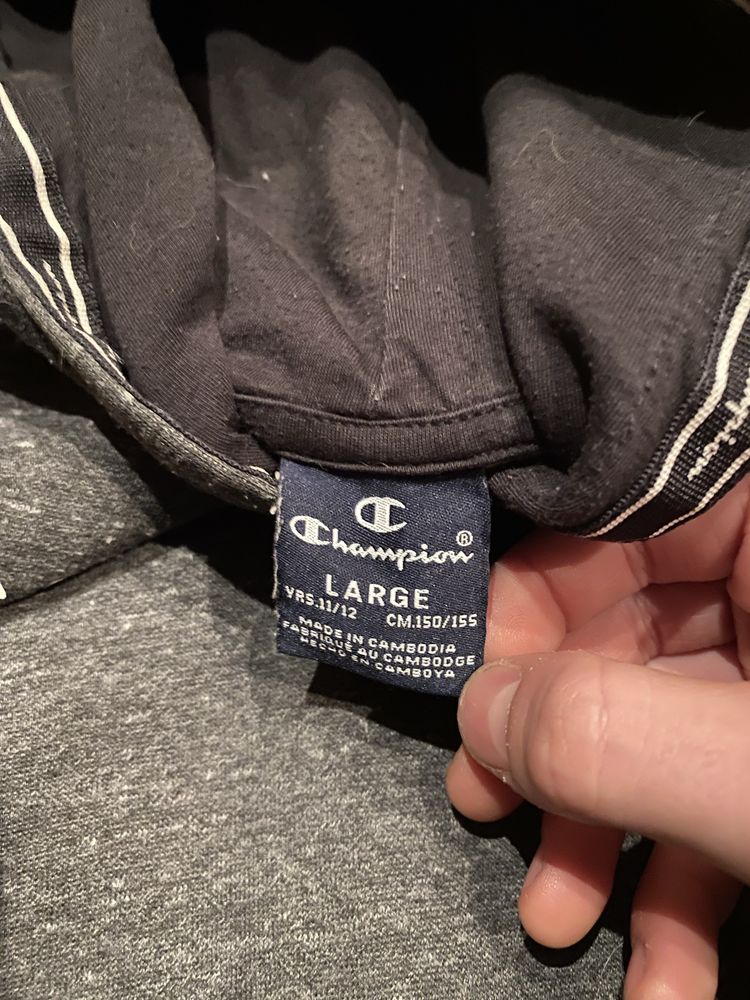 Champion®
LARGE
YRS.11/12 CM.150/155
MADE IN CAMBODIA
FABRIQUÉ AU CAMBODGE
HECHO EN CAMBOYA